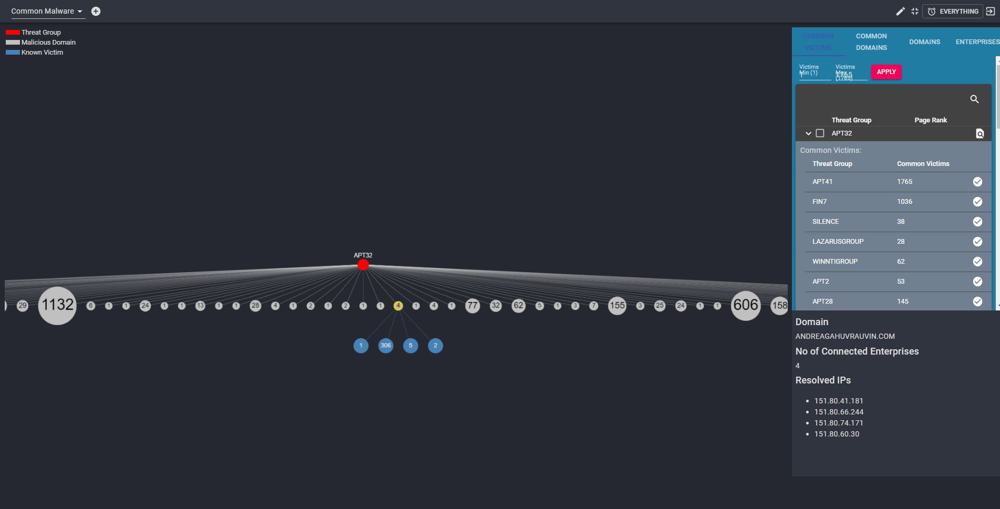 Common Malware
EVERYTHING
Threat Group
Malicious Domain
Known Victim
COMMON VICTIMS
COMMON DOMAINS
DOMAINS
ENTERPRISES
Victims Min (1)
1
Victims Max (1765)
1765
APPLY
Threat Group Page Rank
APT32
Common Victims:
Threat Group Common Victims
APT41 1765
FIN7 1036
SILENCE 38
LAZARUSGROUP 28
WINNTIGROUP 62
APT2 53
APT28 145
APT32
29 1132 6 1 1 24 1 1 13 1 1 28 4 1 2 1 2 1 1 4 1 4 1 77 32 62 5 1 3 7 155 3 25 24 1 1 606 158
1 306 5 2
Domain
ANDREAGAHUVRAUVIN.COM
No of Connected Enterprises
4
Resolved IPs
151.80.41.181
151.80.66.244
151.80.74.171
151.80.60.30